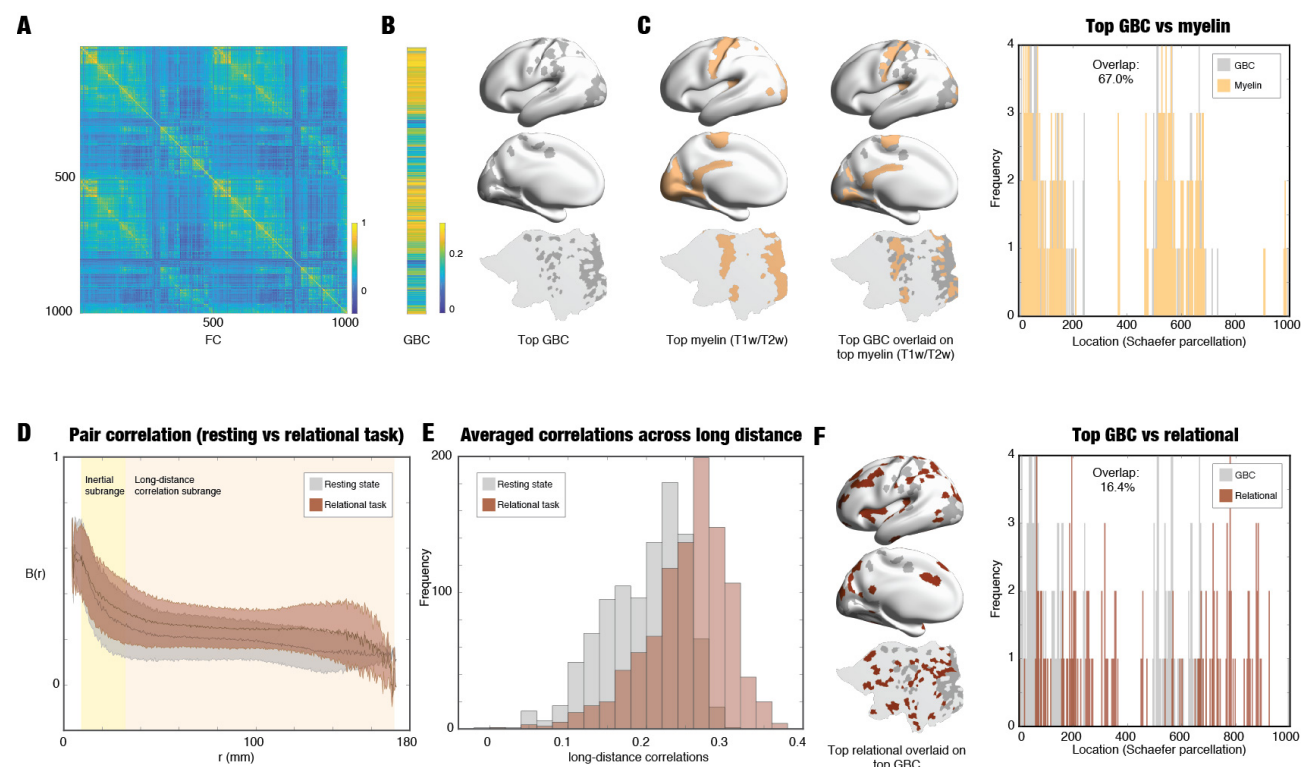 A
500
1000
500
1000
FC
1
0
B
0.2
0
GBC
Top GBC
C
Top myelin (T1w/T2w)
Top GBC overlaid on
top myelin (T1w/T2w)
Top GBC vs myelin
Overlap:
67.0%
GBC
Myelin
Frequency
4
3
2
1
0
0
200
400
600
800
1000
Location (Schaefer parcellation)
D
Pair correlation (resting vs relational task)
Inertial
subrange
Long-distance
correlation subrange
Resting state
Relational task
B(r)
1
0
0
100
180
r (mm)
E
Averaged correlations across long distance
Resting state
Relational task
Frequency
200
100
0
0
0.1
0.2
0.3
0.4
long-distance correlations
F
Top relational overlaid on
top GBC
Top GBC vs relational
Overlap:
16.4%
GBC
Relational
Frequency
4
3
2
1
0
0
200
400
600
800
1000
Location (Schaefer parcellation)